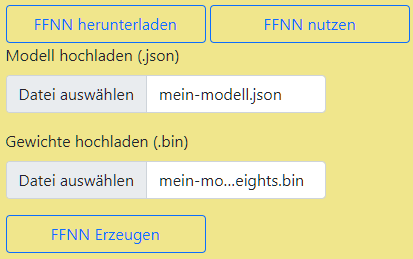 FFNN herunterladen FFNN nutzen
Modell hochladen (.json)
Datei auswählen mein-modell.json
Gewichte hochladen (.bin)
Datei auswählen mein-mo...eights.bin
FFNN Erzeugen